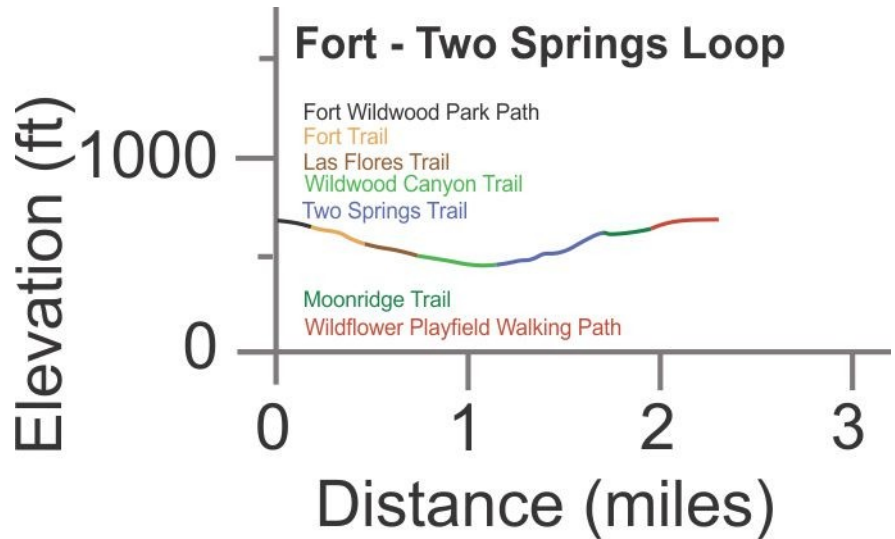 Fort - Two Springs Loop
Fort Wildwood Park Path
Fort Trail
Las Flores Trail
Wildwood Canyon Trail
Two Springs Trail
Moonridge Trail
Wildflower Playfield Walking Path
Elevation (ft)
1000
0
0 1 2 3
Distance (miles)